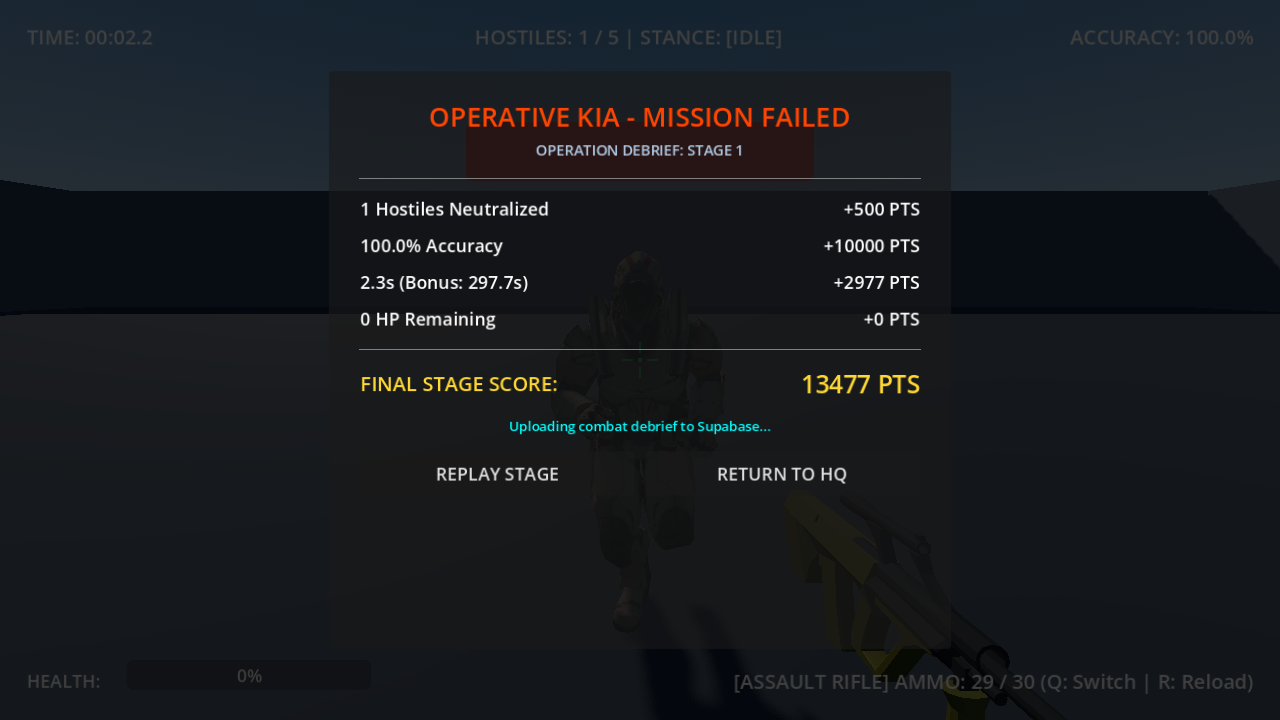 TIME: 00:02.2
HOSTILES: 1 / 5 | STANCE: [IDLE]
ACCURACY: 100.0%
OPERATIVE KIA - MISSION FAILED
OPERATION DEBRIEF: STAGE 1
1 Hostiles Neutralized +500 PTS
100.0% Accuracy +10000 PTS
2.3s (Bonus: 297.7s) +2977 PTS
0 HP Remaining +0 PTS
FINAL STAGE SCORE: 13477 PTS
Uploading combat debrief to Supabase...
REPLAY STAGE
RETURN TO HQ
HEALTH: 0%
[ASSAULT RIFLE] AMMO: 29 / 30 (Q: Switch | R: Reload)